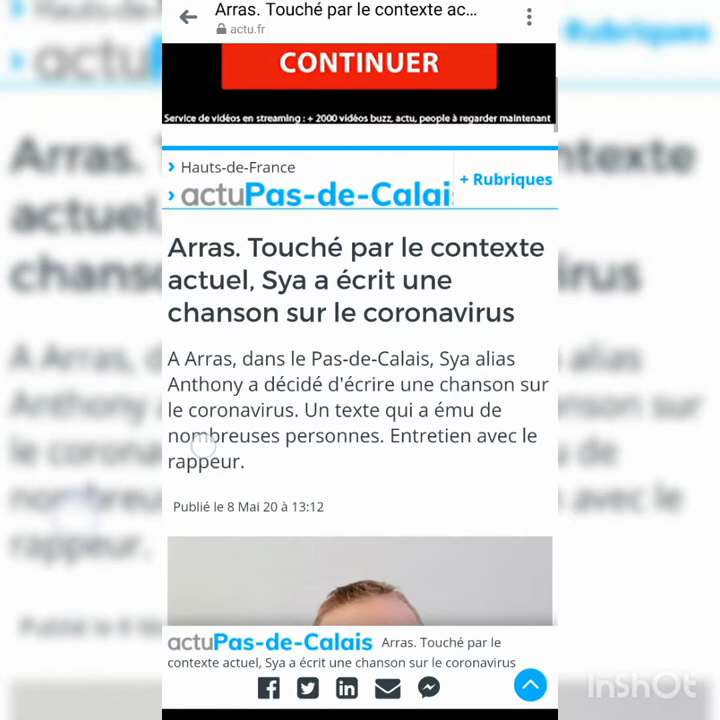 Arras. Touché par le contexte ac...
actu.fr
CONTINUER
Service de vidéos en streaming : + 2000 vidéos buzz, actu, people à regarder maintenant
Hauts-de-France
actuPas-de-Calai
+ Rubriques
Arras. Touché par le contexte
actuel, Sya a écrit une
chanson sur le coronavirus
A Arras, dans le Pas-de-Calais, Sya alias
Anthony a décidé d'écrire une chanson sur
le coronavirus. Un texte qui a ému de
nombreuses personnes. Entretien avec le
rappeur.
Publié le 8 Mai 20 à 13:12
actuPas-de-Calais Arras. Touché par le
contexte actuel, Sya a écrit une chanson sur le coronavirus
InshOt